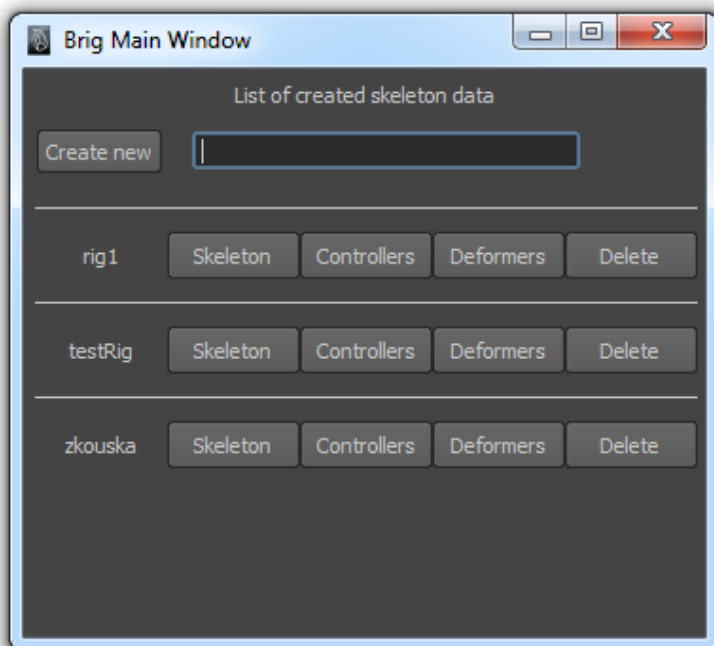 Brig Main Window
List of created skeleton data
Create new
rig1 Skeleton Controllers Deformers Delete
testRig Skeleton Controllers Deformers Delete
zkouska Skeleton Controllers Deformers Delete